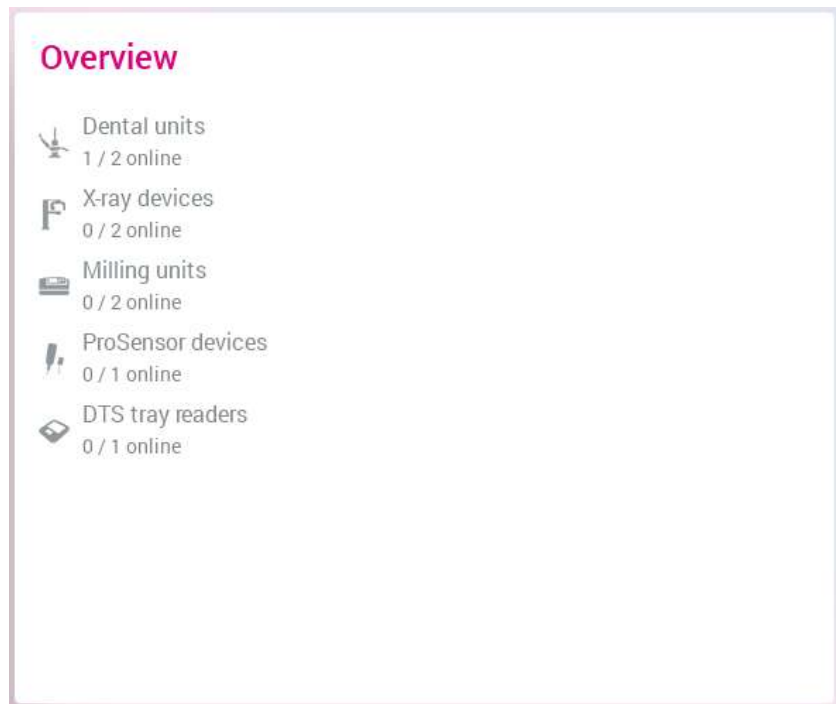 Overview
Dental units
1 / 2 online
X-ray devices
0 / 2 online
Milling units
0 / 2 online
ProSensor devices
0 / 1 online
DTS tray readers
0 / 1 online